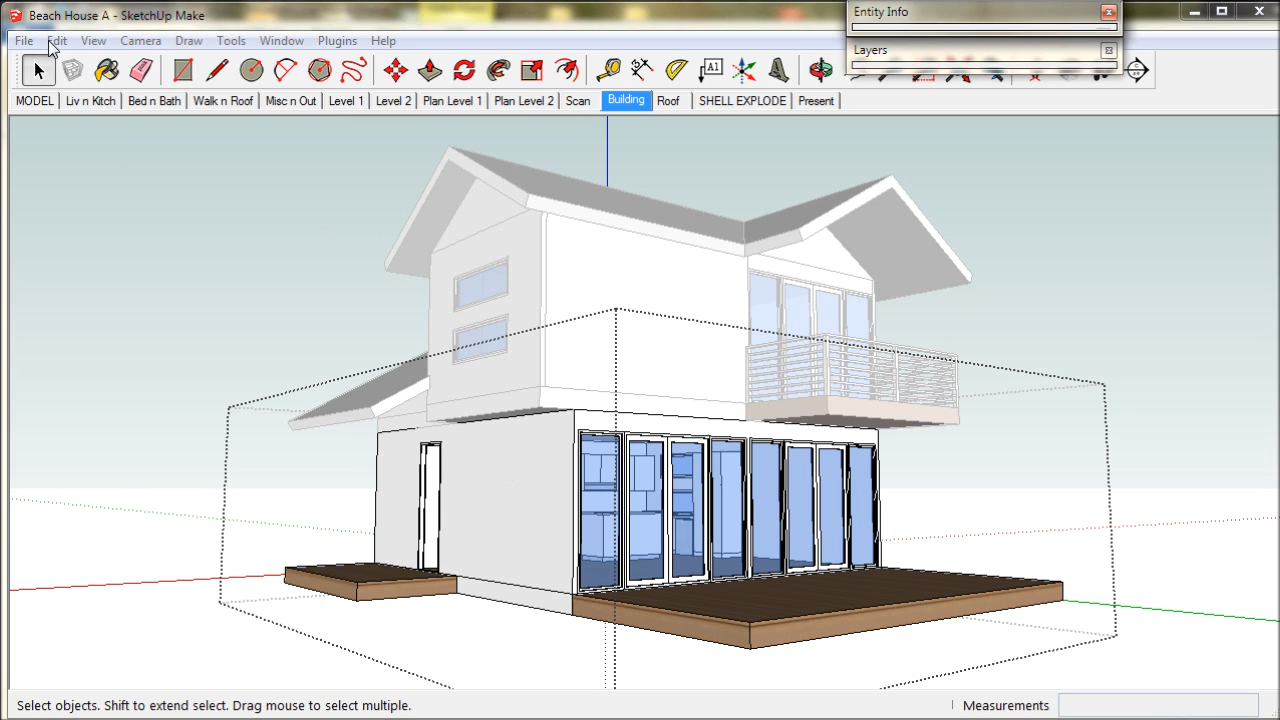 Beach House A - SketchUp Make
Entity Info
File Edit View Camera Draw Tools Window Plugins Help
Layers
A1
MODEL Liv n Kitch Bed n Bath Walk n Roof Misc n Out Level 1 Level 2 Plan Level 1 Plan Level 2 Scan Building Roof SHELL EXPLODE Present
Select objects. Shift to extend select. Drag mouse to select multiple.
Measurements